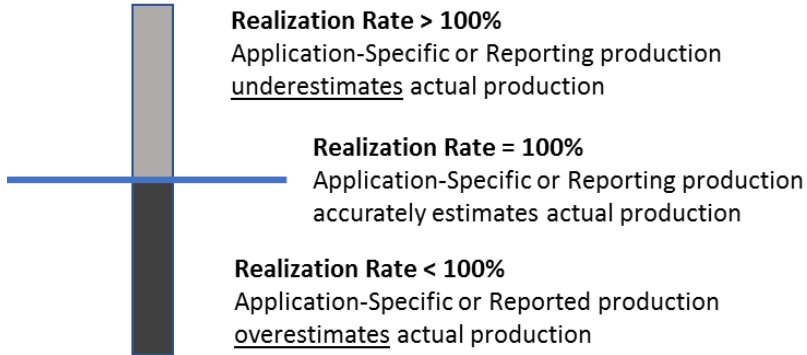 Realization Rate > 100%
Application-Specific or Reporting production
underestimates actual production
Realization Rate = 100%
Application-Specific or Reporting production
accurately estimates actual production
Realization Rate < 100%
Application-Specific or Reported production
overestimates actual production